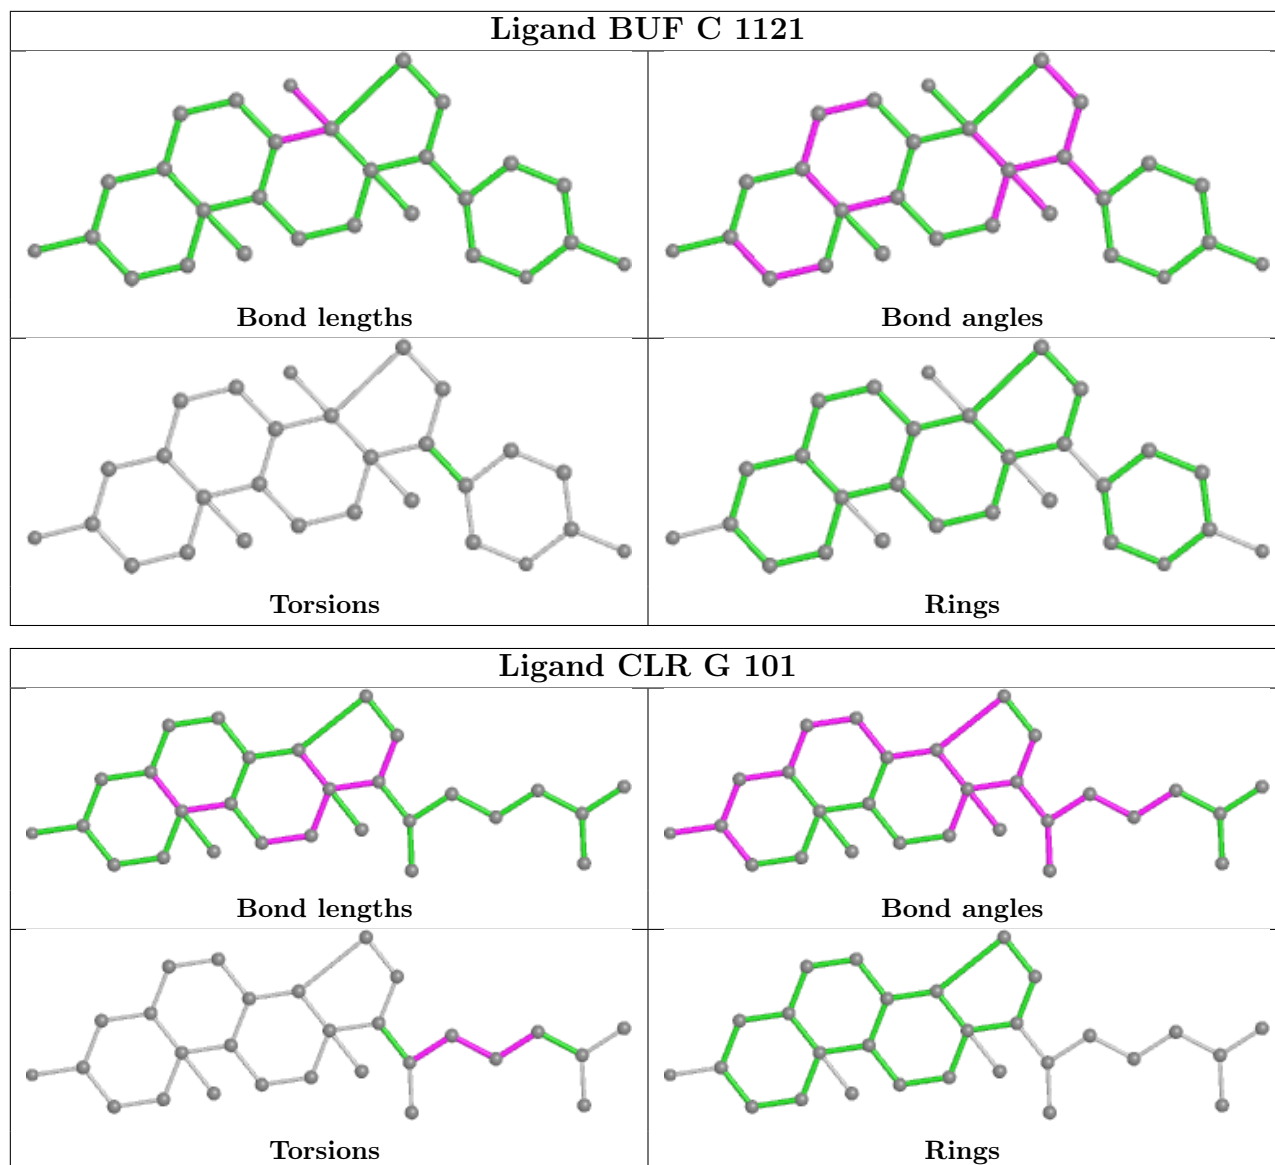 Ligand BUF C 1121
Bond lengths
Bond angles
Torsions
Rings
Ligand CLR G 101
Bond lengths
Bond angles
Torsions
Rings